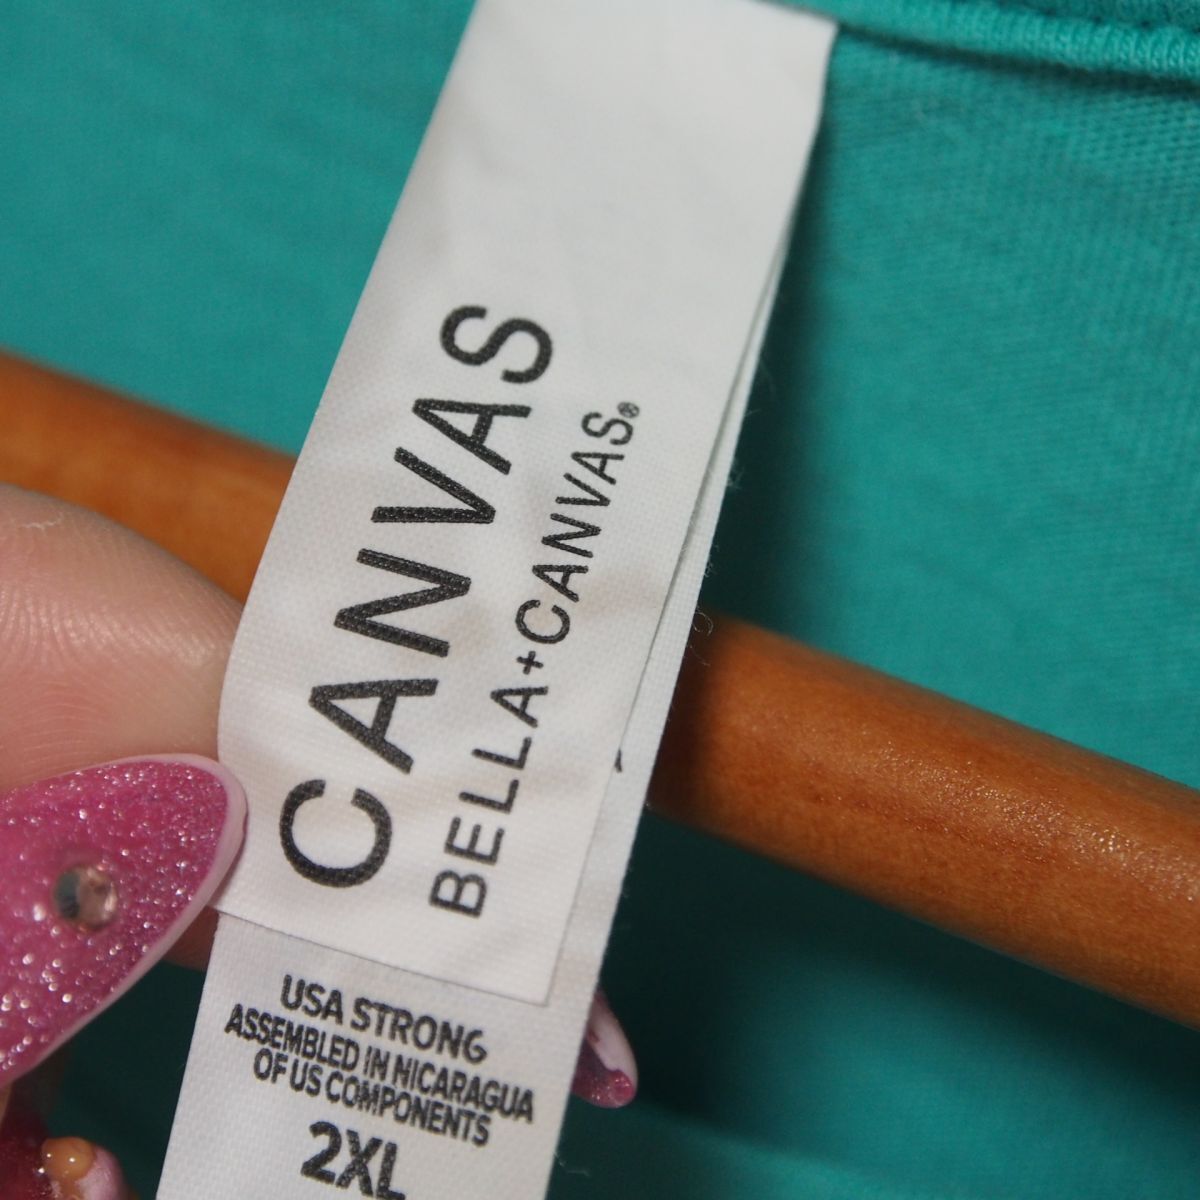 CANVAS
BELLA+CANVAS®
USA STRONG
ASSEMBLED IN NICARAGUA
OF US COMPONENTS
2XL